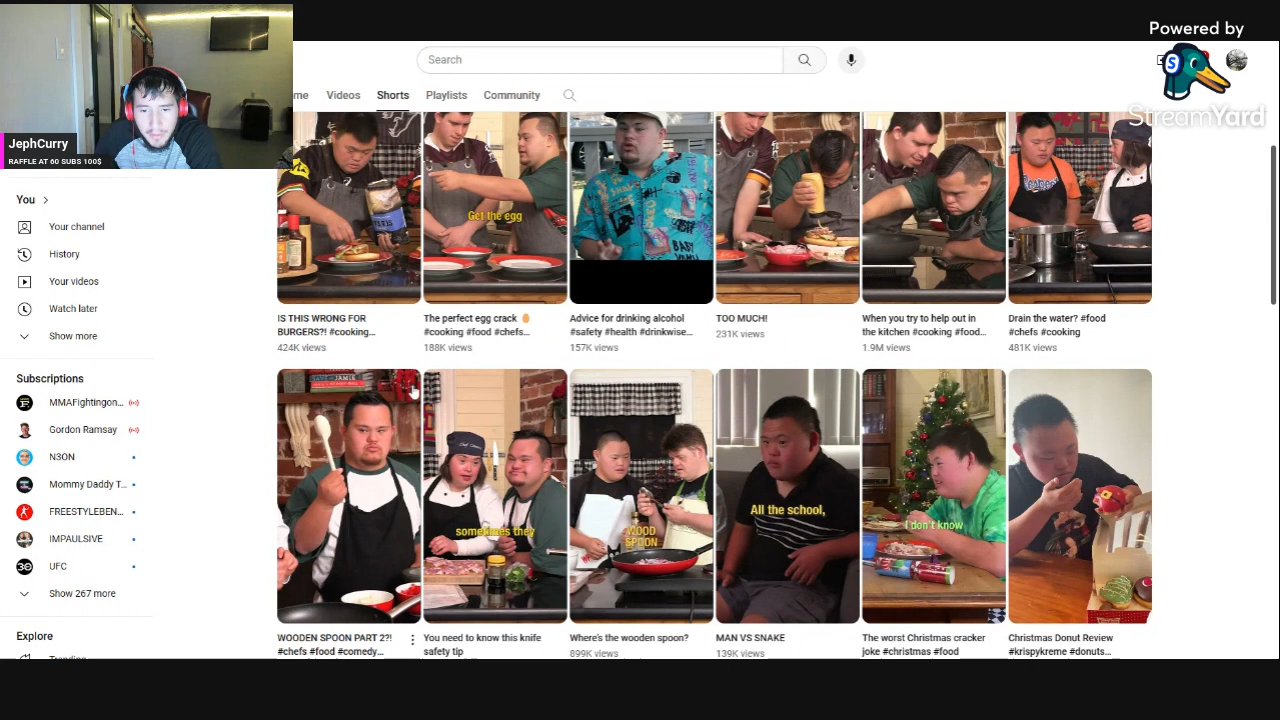 Powered by
StreamYard
JephCurry
RAFFLE AT 60 SUBS 100$
Search
me
Videos
Shorts
Playlists
Community
You
Your channel
History
Your videos
Watch later
Show more
Subscriptions
MMAFightingon...
Gordon Ramsay
N3ON
Mommy Daddy T...
FREESTYLEBEN...
IMPAULSIVE
UFC
Show 267 more
Explore
Trending
Get the egg
IS THIS WRONG FOR
BURGERS?! #cooking...
424K views
The perfect egg crack
#cooking #food #chefs...
188K views
Advice for drinking alcohol
#safety #health #drinkwise...
157K views
TOO MUCH!
231K views
When you try to help out in
the kitchen #cooking #food...
1.9M views
Drain the water? #food
#chefs #cooking
481K views
sometimes they
WOOD
SPOON
All the school,
I don't know
WOODEN SPOON PART 2?!
#chefs #food #comedy...
You need to know this knife
safety tip
Where's the wooden spoon?
899K views
MAN VS SNAKE
139K views
The worst Christmas cracker
joke #christmas #food
Christmas Donut Review
#krispykreme #donuts...